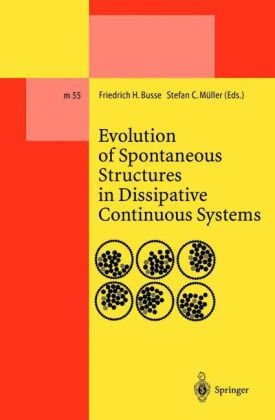 m 55
Friedrich H. Busse Stefan C. Müller (Eds.)
Evolution
of Spontaneous
Structures
in Dissipative
Continuous Systems
Springer